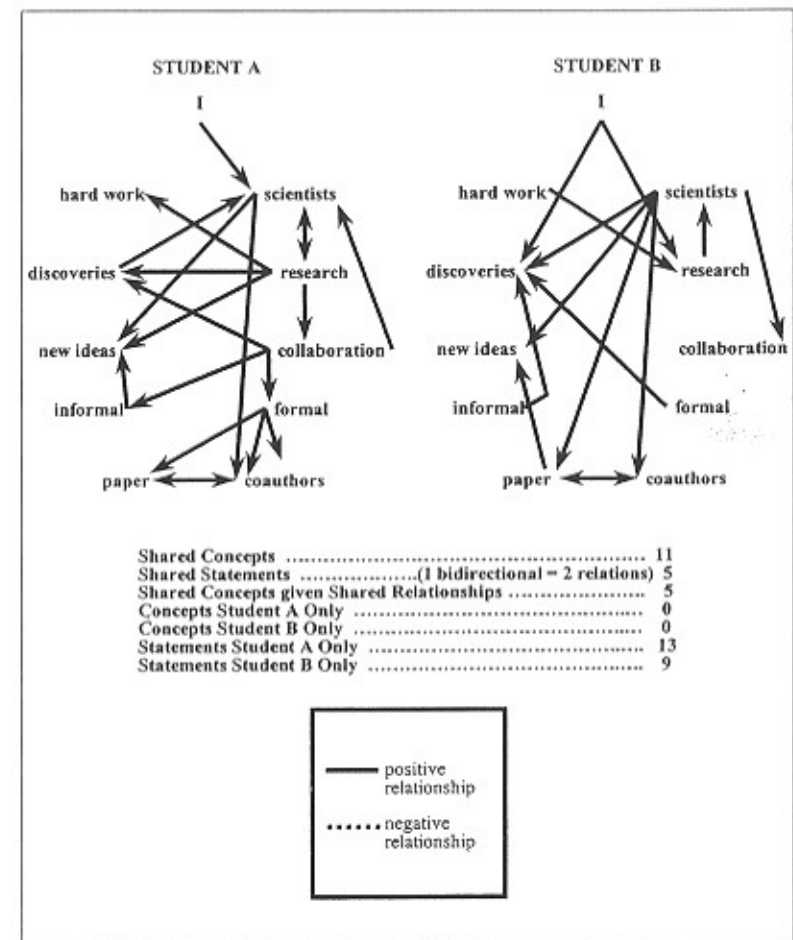 STUDENT A
I
hard work
scientists
discoveries
research
new ideas
collaboration
informal
formal
paper
coauthors
STUDENT B
I
hard work
scientists
discoveries
research
new ideas
collaboration
informal
formal
paper
coauthors
Shared Concepts ........................................................................ 11
Shared Statements ....................(1 bidirectional = 2 relations) 5
Shared Concepts given Shared Relationships ........................ 5
Concepts Student A Only ...................................................... 0
Concepts Student B Only ...................................................... 0
Statements Student A Only .................................................... 13
Statements Student B Only .................................................... 9
positive
relationship
negative
relationship